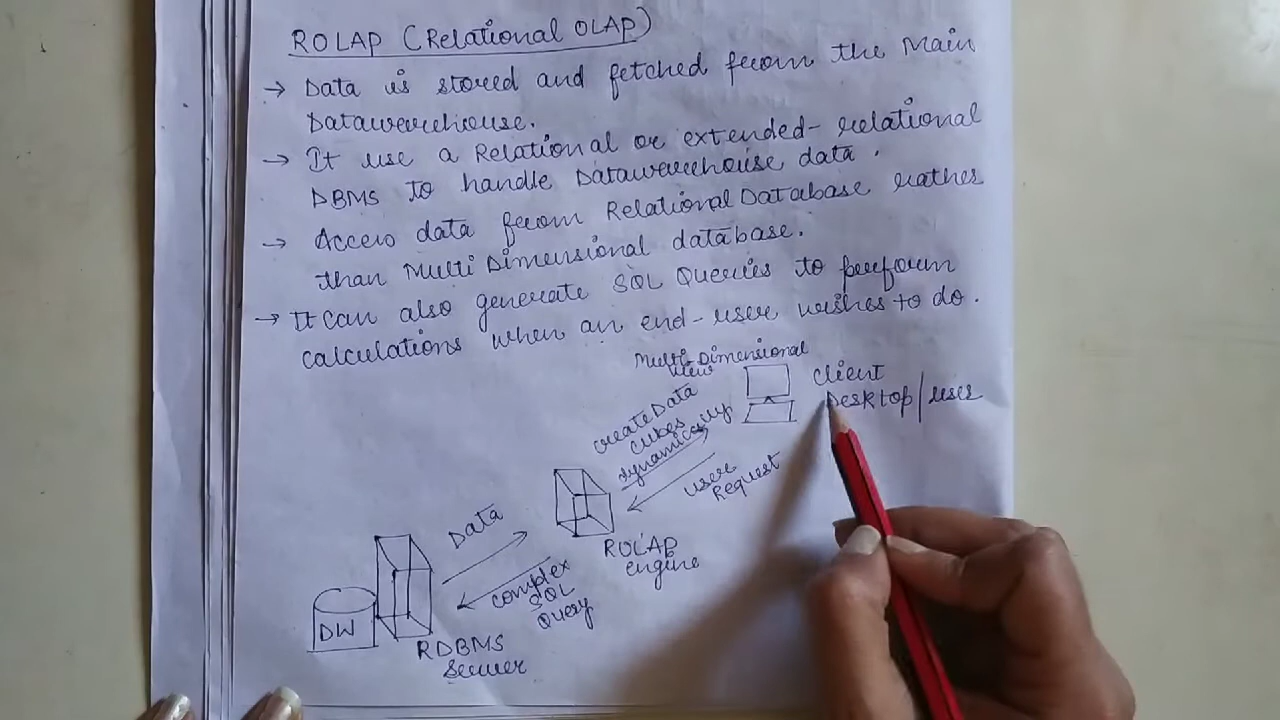 ROLAP (Relational OLAP)
→ Data is stored and fetched from the Main
Datawarehouse.
→ It use a Relational or extended-relational
DBMS to handle Datawarehouse data.
→ Access data from Relational Database rather
than Multi Dimensional database.
→ It can also generate SQL Queries to perform
calculations when an end-user wishes to do.
Multi Dimensional
view
Client
Desktop/user
create Data
cubes
dynamically
user
Request
ROLAP
engine
Data
complex
SQL
Query
DW
RDBMS
Server